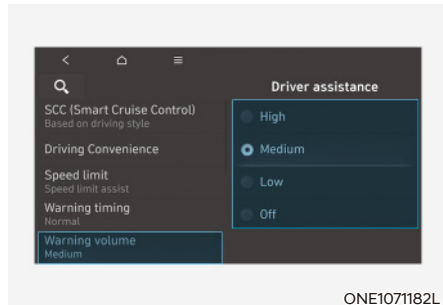 Driver assistance
SCC (Smart Cruise Control)
Based on driving style
Driving Convenience
Speed limit
Speed limit assist
Warning timing
Normal
Warning volume
Medium
High
Medium
Low
Off
ONE1071182L